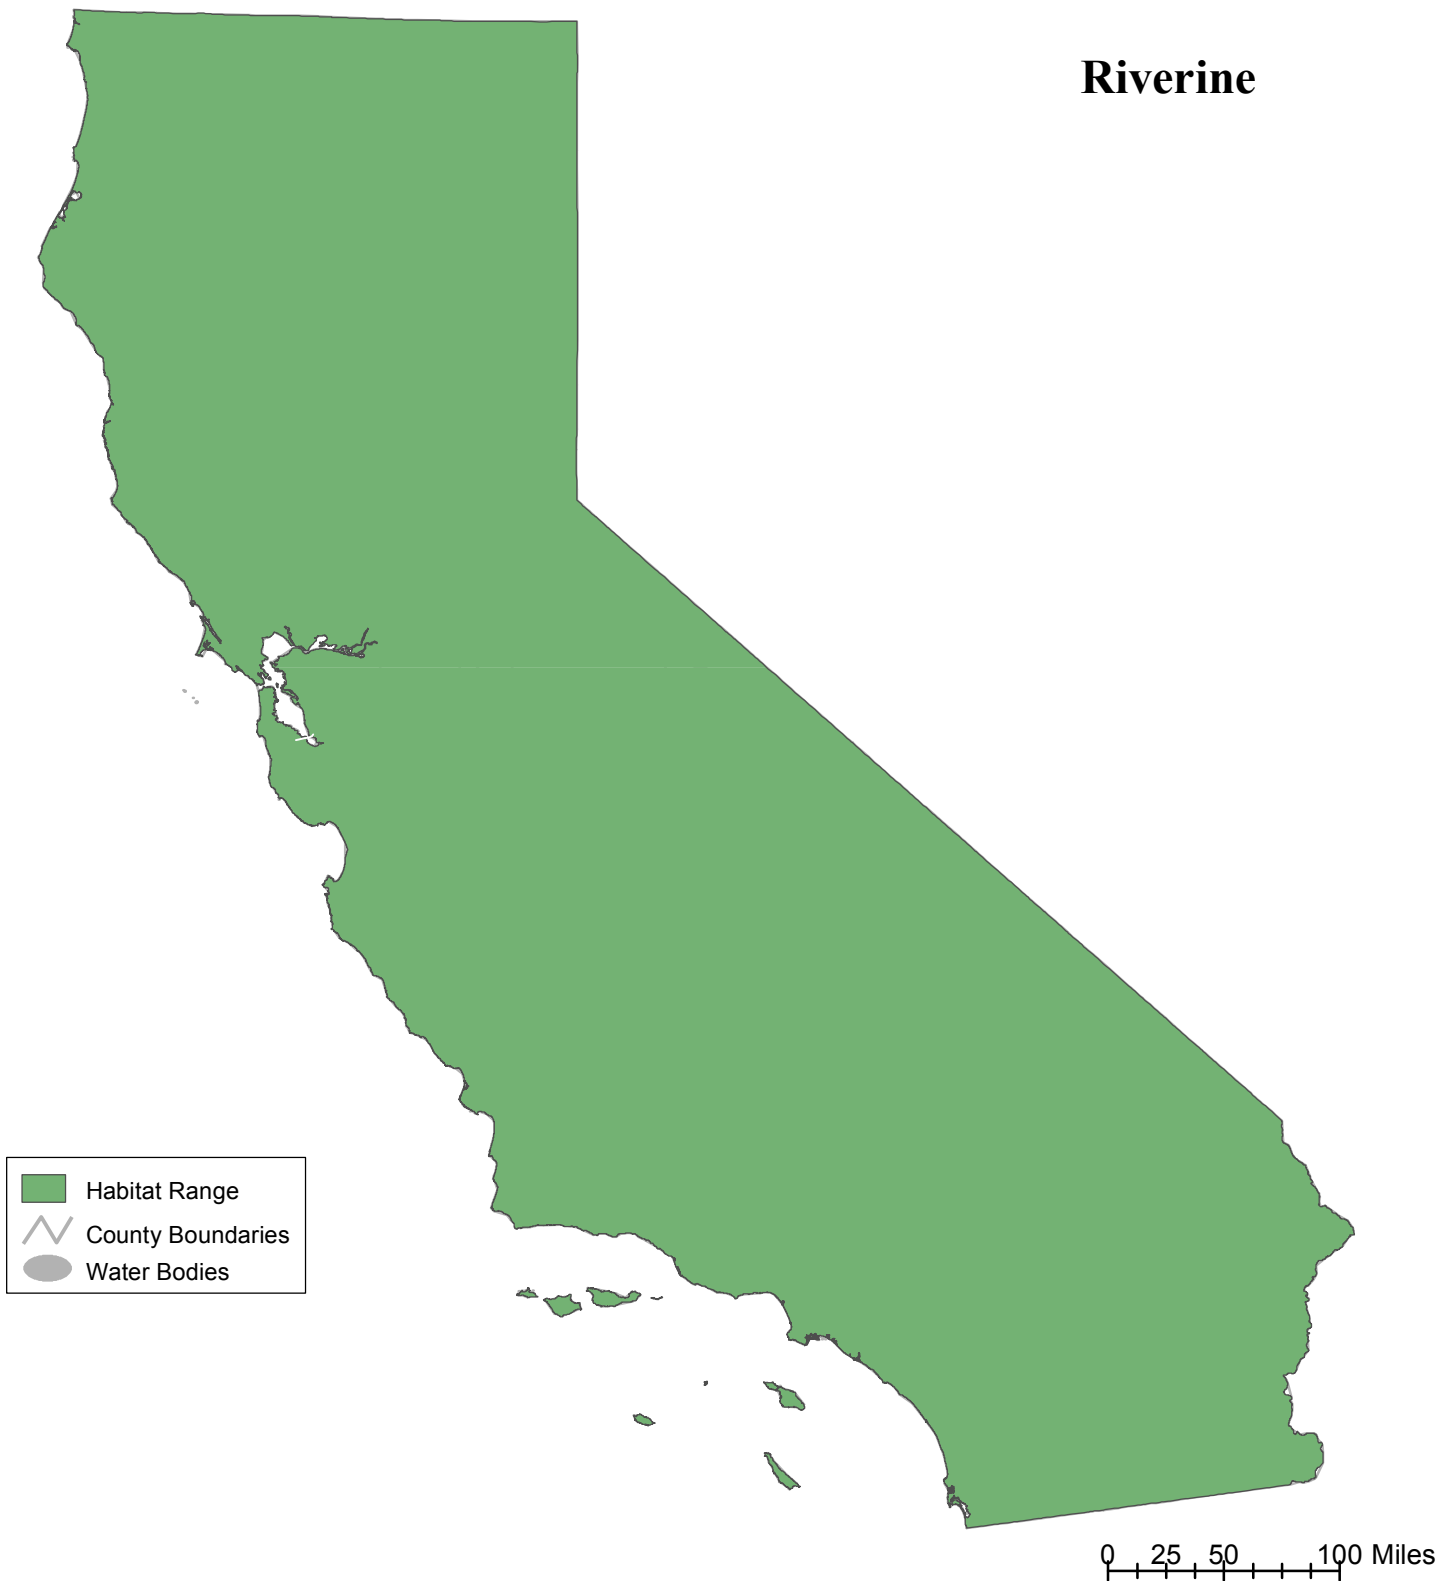 Riverine
Habitat Range
County Boundaries
Water Bodies
0 25 50 100 Miles